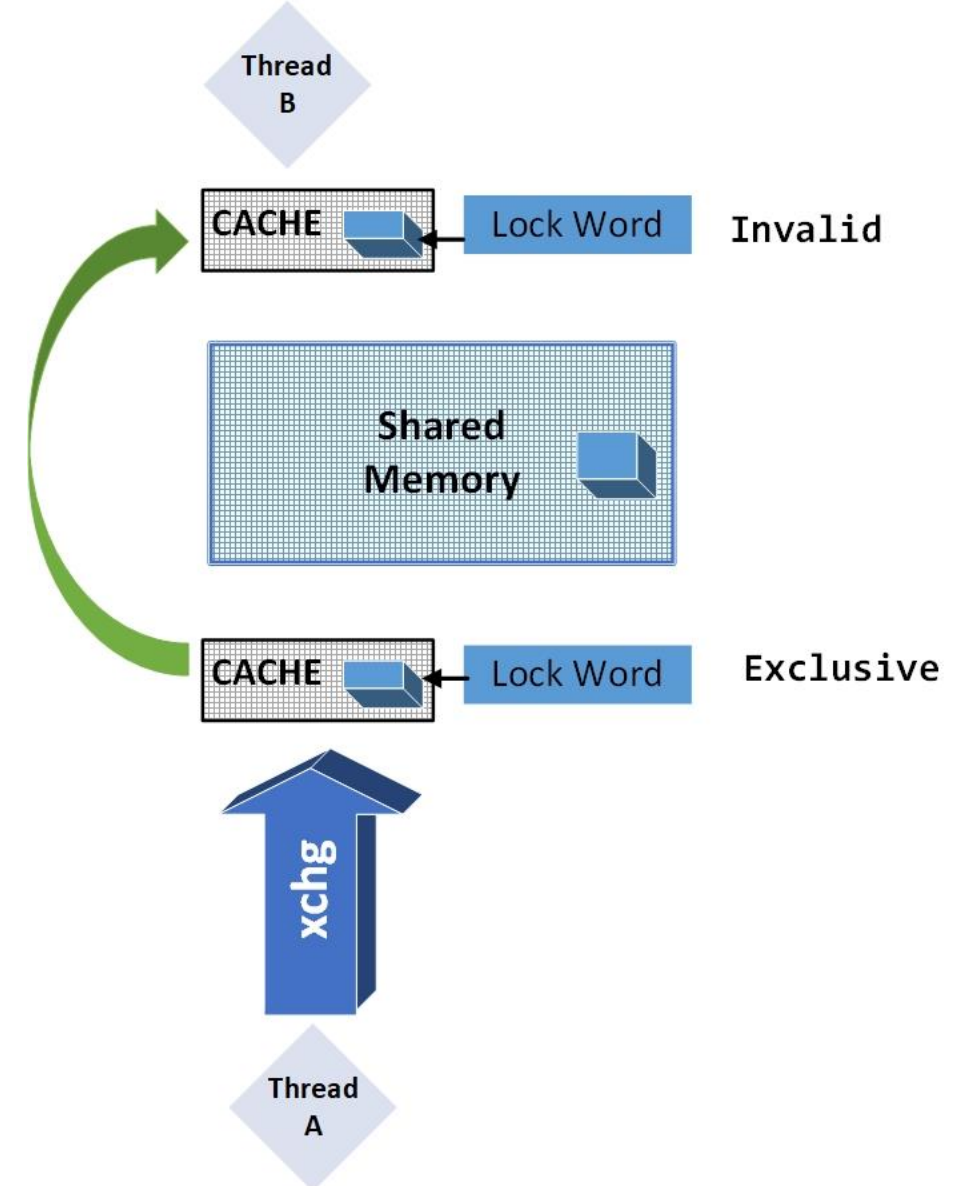 Thread
B
CACHE
Lock Word
Invalid
Shared
Memory
CACHE
Lock Word
Exclusive
xchg
Thread
A